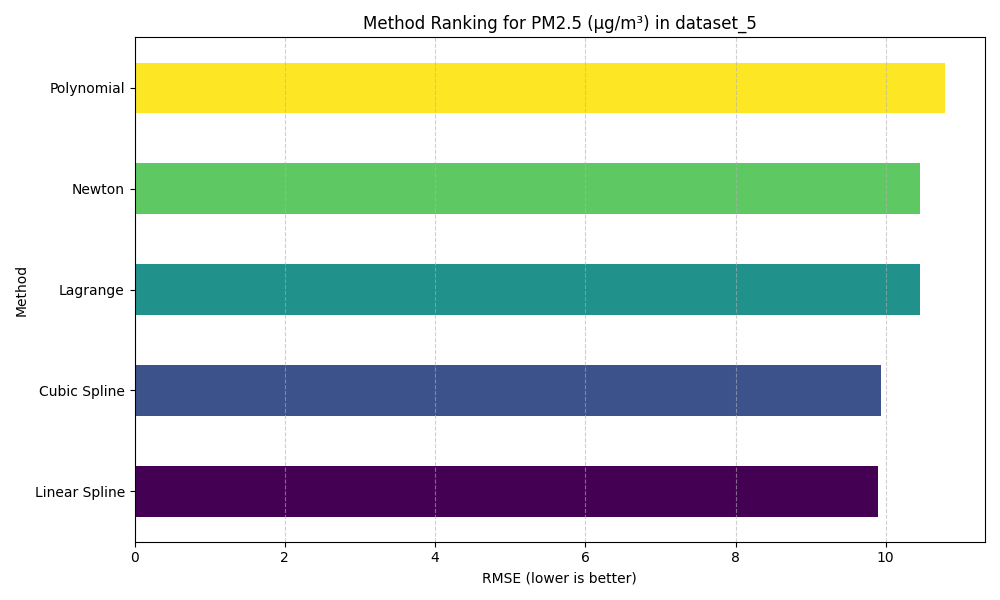 Method Ranking for PM2.5 (µg/m³) in dataset_5
Method
Polynomial
Newton
Lagrange
Cubic Spline
Linear Spline
0 2 4 6 8 10
RMSE (lower is better)